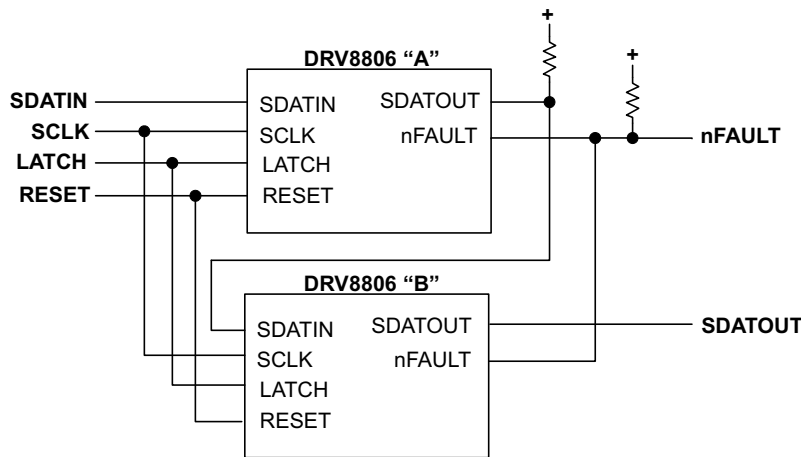 +
+
DRV8806 “A”
SDATIN
SDATIN
SDATOUT
SCLK
SCLK
nFAULT
nFAULT
LATCH
LATCH
RESET
RESET
DRV8806 “B”
SDATIN
SDATOUT
SDATOUT
SCLK
nFAULT
LATCH
RESET